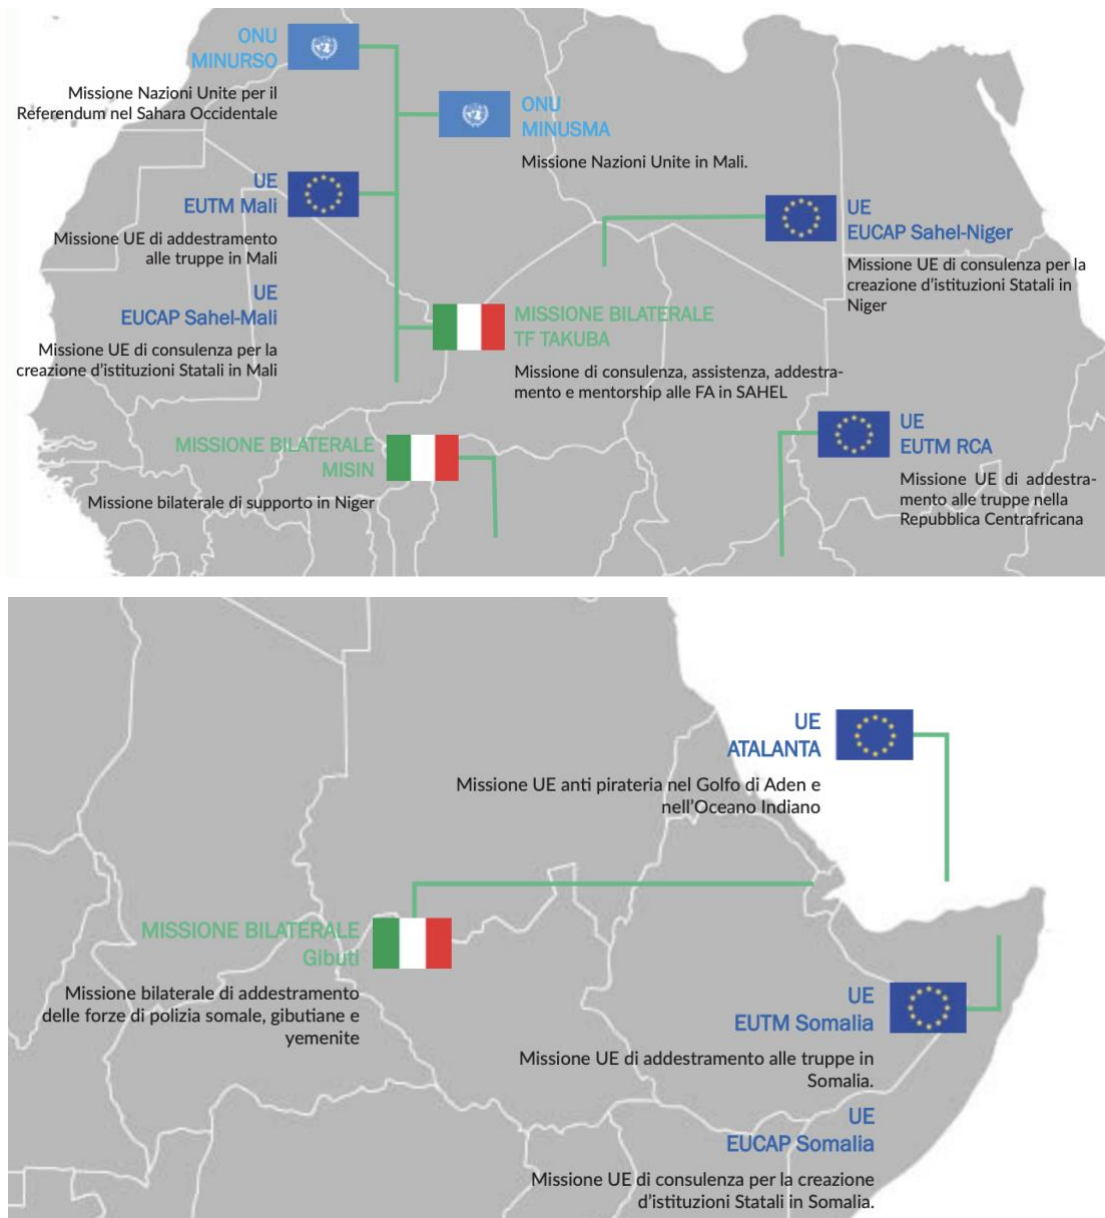 ONU
MINURSO
Missione Nazioni Unite per il
Referendum nel Sahara Occidentale
ONU
MINUSMA
Missione Nazioni Unite in Mali.
UE
EUTM Mali
Missione UE di addestramento
alle truppe in Mali
UE
EUCAP Sahel-Niger
Missione UE di consulenza per la
creazione d'istituzioni Statali in
Niger
UE
EUCAP Sahel-Mali
Missione UE di consulenza per la
creazione d'istituzioni Statali in Mali
MISSIONE BILATERALE
TF TAKUBA
Missione di consulenza, assistenza, addestra-
mento e mentorship alle FA in SAHEL
MISSIONE BILATERALE
MISIN
Missione bilaterale di supporto in Niger
UE
EUTM RCA
Missione UE di addestra-
mento alle truppe nella
Repubblica Centrafricana
UE
ATALANTA
Missione UE anti pirateria nel Golfo di Aden e
nell'Oceano Indiano
MISSIONE BILATERALE
Gibuti
Missione bilaterale di addestramento
delle forze di polizia somale, gibutiane e
yemenite
UE
EUTM Somalia
Missione UE di addestramento alle truppe in
Somalia.
UE
EUCAP Somalia
Missione UE di consulenza per la creazione
d'istituzioni Statali in Somalia.